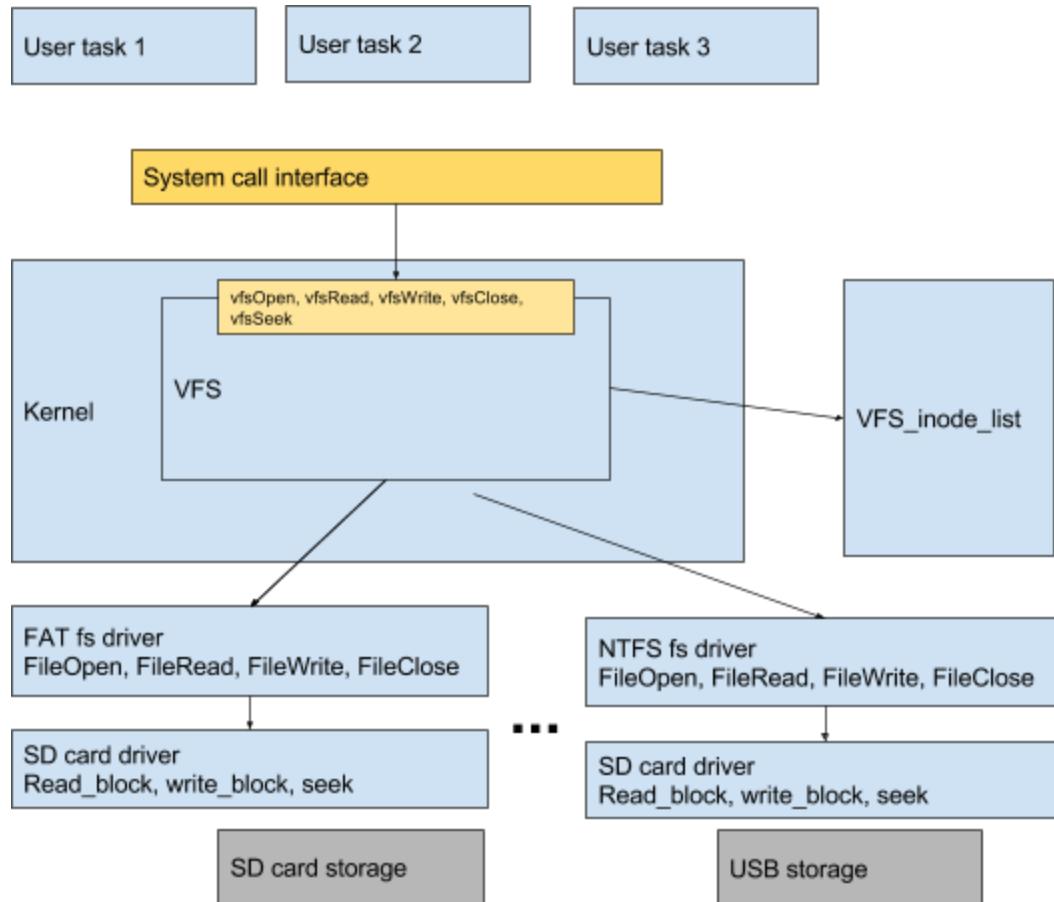 User task 1
User task 2
User task 3
System call interface
vfsOpen, vfsRead, vfsWrite, vfsClose,
vfsSeek
VFS
Kernel
VFS_inode_list
FAT fs driver
FileOpen, FileRead, FileWrite, FileClose
NTFS fs driver
FileOpen, FileRead, FileWrite, FileClose
...
SD card driver
Read_block, write_block, seek
SD card driver
Read_block, write_block, seek
SD card storage
USB storage